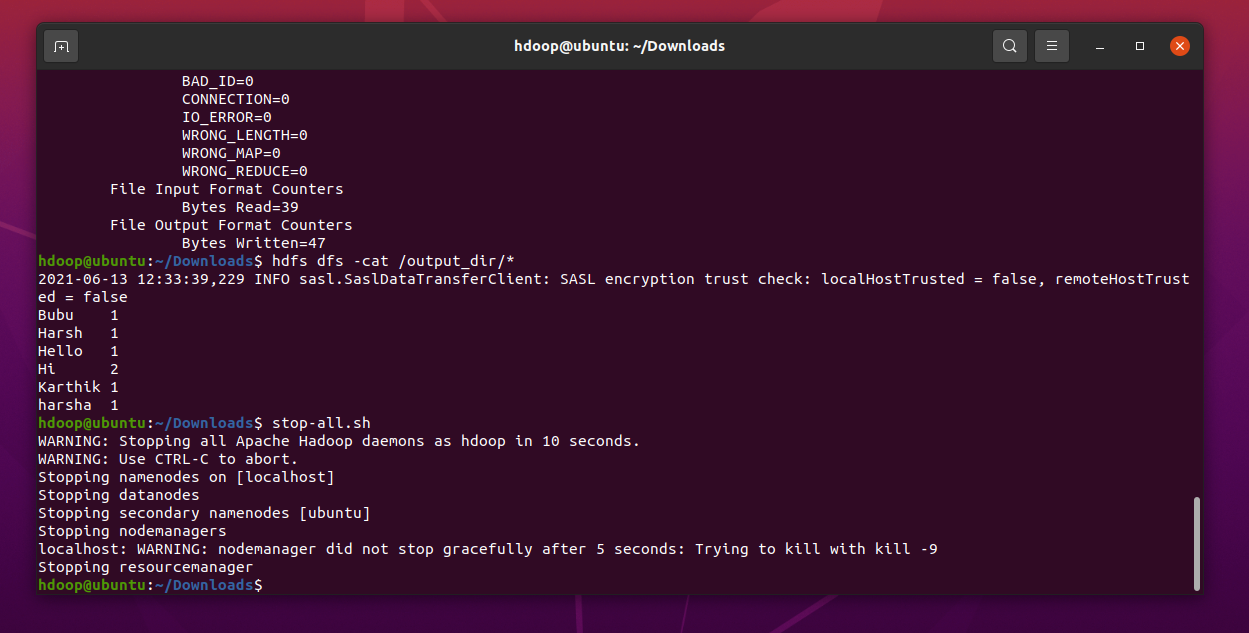 hdoop@ubuntu: ~/Downloads
BAD_ID=0
CONNECTION=0
IO_ERROR=0
WRONG_LENGTH=0
WRONG_MAP=0
WRONG_REDUCE=0
File Input Format Counters
Bytes Read=39
File Output Format Counters
Bytes Written=47
hdoop@ubuntu:~/Downloads$ hdfs dfs -cat /output_dir/*
2021-06-13 12:33:39,229 INFO sasl.SaslDataTransferClient: SASL encryption trust check: localHostTrusted = false, remoteHostTrust
ed = false
Bubu 1
Harsh 1
Hello 1
Hi 2
Karthik 1
harsha 1
hdoop@ubuntu:~/Downloads$ stop-all.sh
WARNING: Stopping all Apache Hadoop daemons as hdoop in 10 seconds.
WARNING: Use CTRL-C to abort.
Stopping namenodes on [localhost]
Stopping datanodes
Stopping secondary namenodes [ubuntu]
Stopping nodemanagers
localhost: WARNING: nodemanager did not stop gracefully after 5 seconds: Trying to kill with kill -9
Stopping resourcemanager
hdoop@ubuntu:~/Downloads$